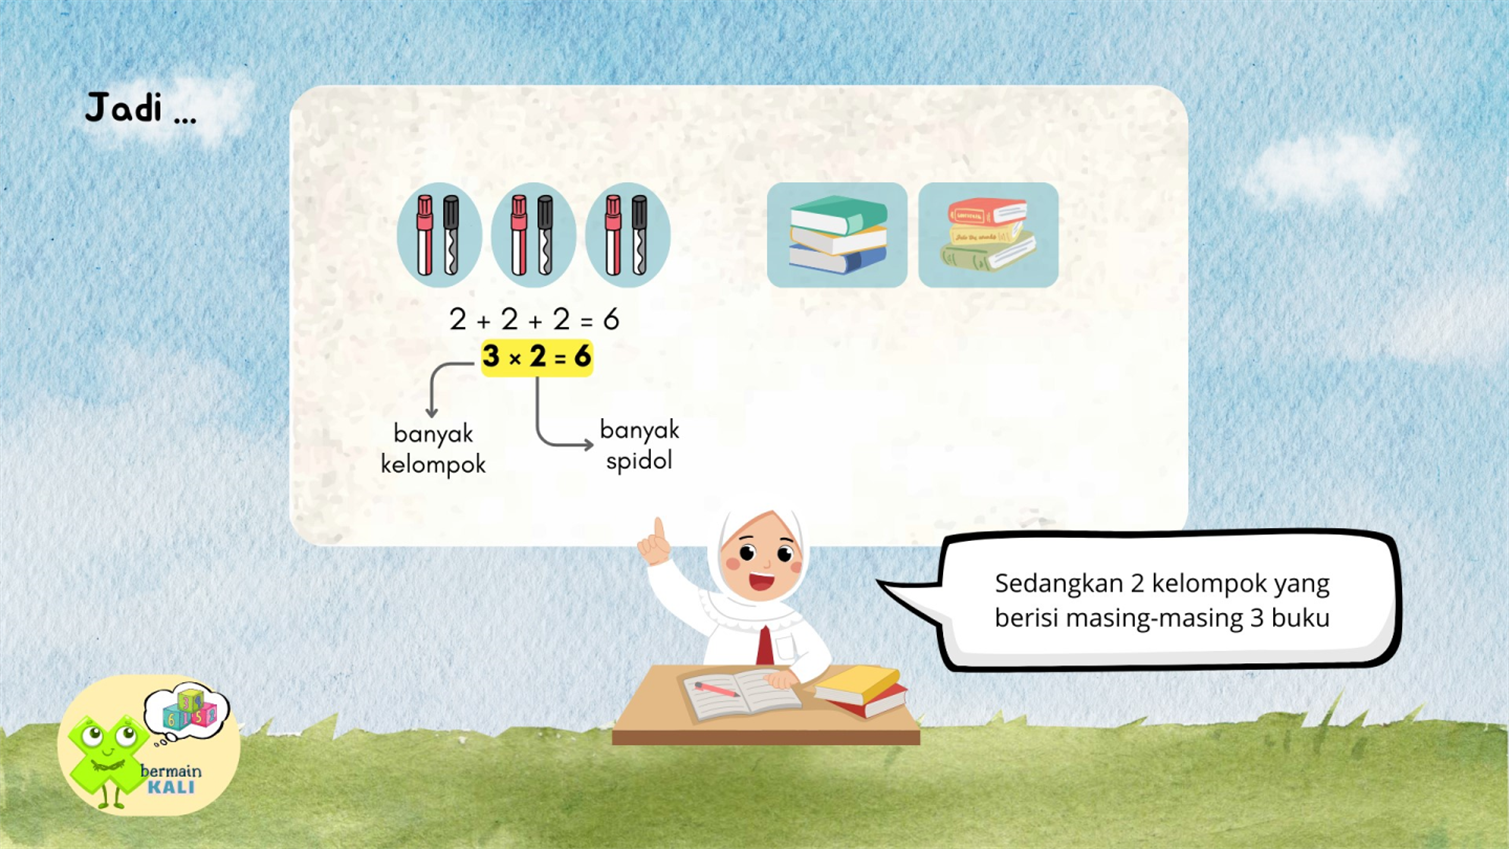 Jadi ...
2 + 2 + 2 = 6
3 × 2 = 6
banyak
kelompok
banyak
spidol
Sedangkan 2 kelompok yang
berisi masing-masing 3 buku
bermain
KALI